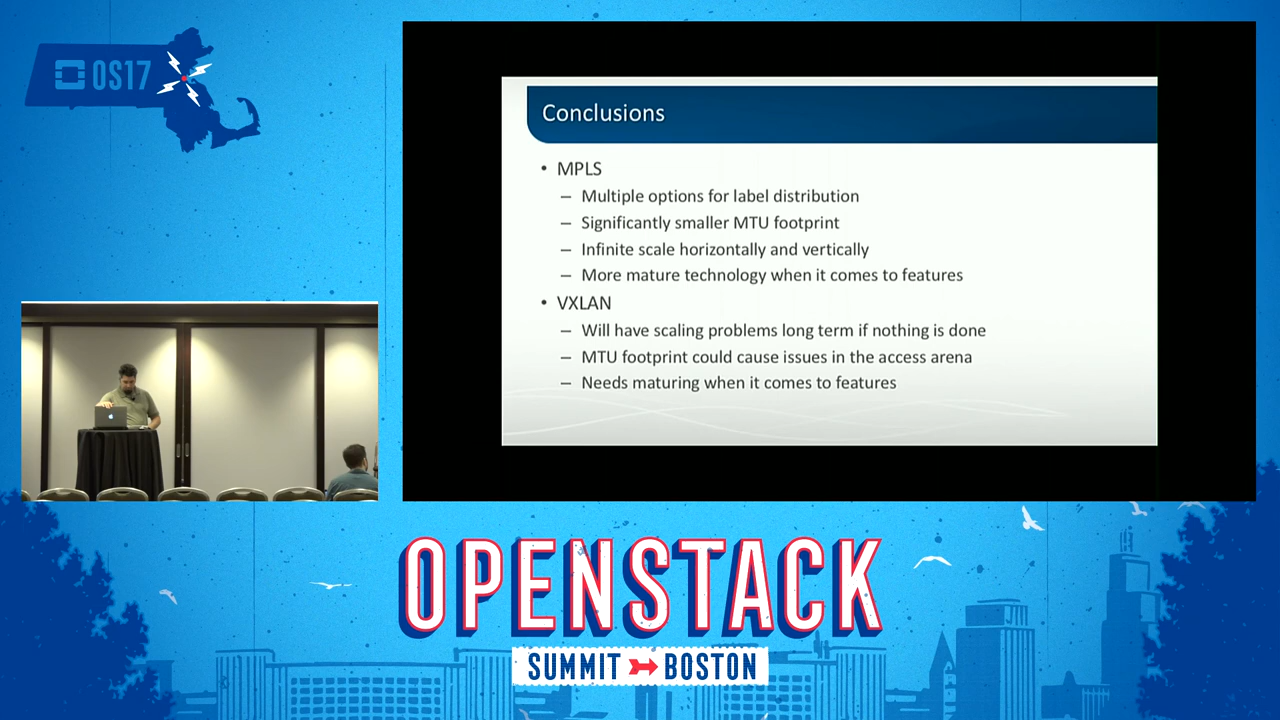 OS17
Conclusions
• MPLS
– Multiple options for label distribution
– Significantly smaller MTU footprint
– Infinite scale horizontally and vertically
– More mature technology when it comes to features
• VXLAN
– Will have scaling problems long term if nothing is done
– MTU footprint could cause issues in the access arena
– Needs maturing when it comes to features
OPENSTACK
SUMMIT BOSTON